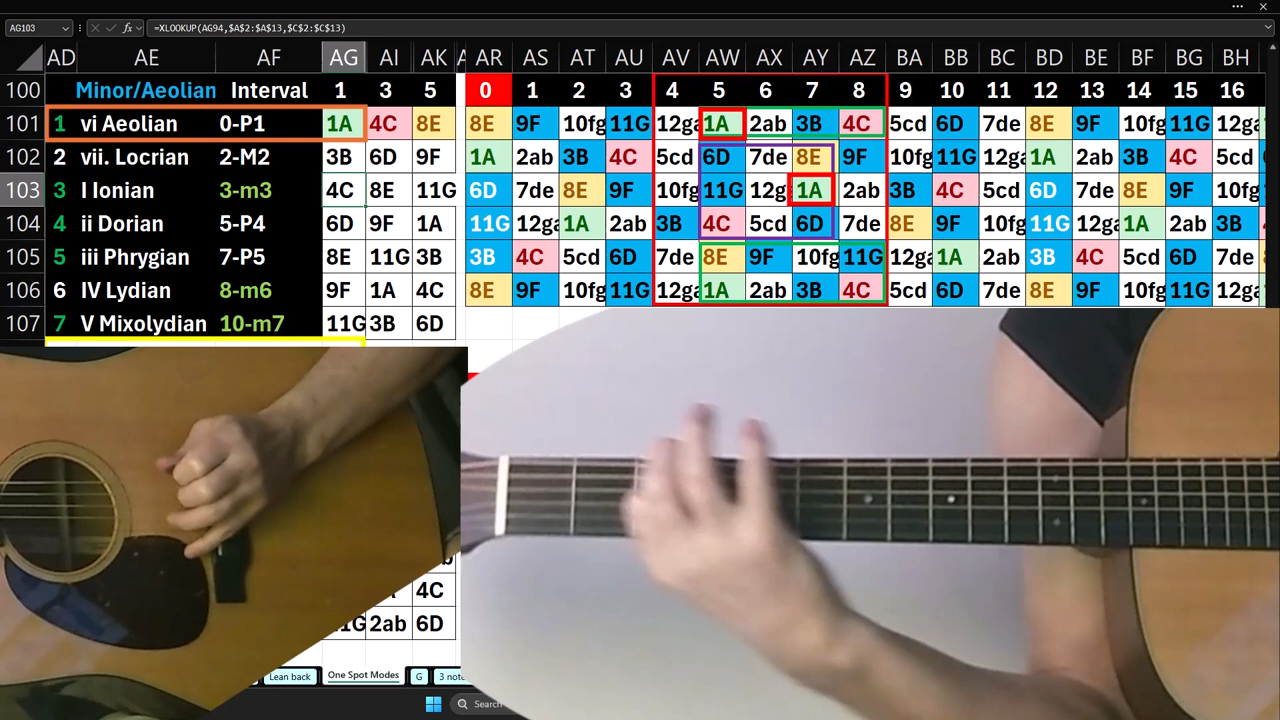 AG103 fx =XLOOKUP(AG94,$A$2:$A$13,$C$2:$C$13)
AD AE AF AG AI AK A AR AS AT AU AV AW AX AY AZ BA BB BC BD BE BF BG BH
100 Minor/Aeolian Interval 1 3 5 0 1 2 3 4 5 6 7 8 9 10 11 12 13 14 15 16
101 1 vi Aeolian 0-P1 1A 4C 8E 8E 9F 10fg 11G 12ga 1A 2ab 3B 4C 5cd 6D 7de 8E 9F 10fg 11G 12ga
102 2 vii. Locrian 2-M2 3B 6D 9F 1A 2ab 3B 4C 5cd 6D 7de 8E 9F 10fg 11G 12ga 1A 2ab 3B 4C 5cd
103 3 I Ionian 3-m3 4C 8E 11G 6D 7de 8E 9F 10fg 11G 12g 1A 2ab 3B 4C 5cd 6D 7de 8E 9F 10fg
104 4 ii Dorian 5-P4 6D 9F 1A 11G 12ga 1A 2ab 3B 4C 5cd 6D 7de 8E 9F 10fg 11G 12ga 1A 2ab 3B
105 5 iii Phrygian 7-P5 8E 11G 3B 3B 4C 5cd 6D 7de 8E 9F 10fg 11G 12ga 1A 2ab 3B 4C 5cd 6D 7de
106 6 IV Lydian 8-m6 9F 1A 4C 8E 9F 10fg 11G 12ga 1A 2ab 3B 4C 5cd 6D 7de 8E 9F 10fg 11G 12ga
107 7 V Mixolydian 10-m7 11G 3B 6D
4C
2ab 6D
Lean back One Spot Modes G 3 note
Search